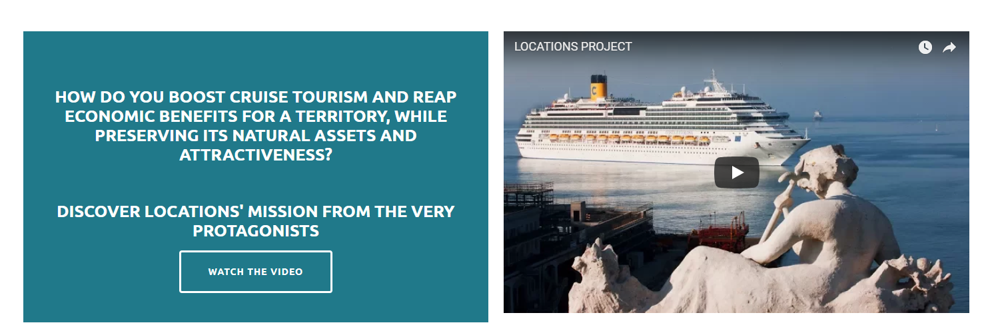 HOW DO YOU BOOST CRUISE TOURISM AND REAP
ECONOMIC BENEFITS FOR A TERRITORY, WHILE
PRESERVING ITS NATURAL ASSETS AND
ATTRACTIVENESS?
DISCOVER LOCATIONS' MISSION FROM THE VERY
PROTAGONISTS
WATCH THE VIDEO
LOCATIONS PROJECT
C